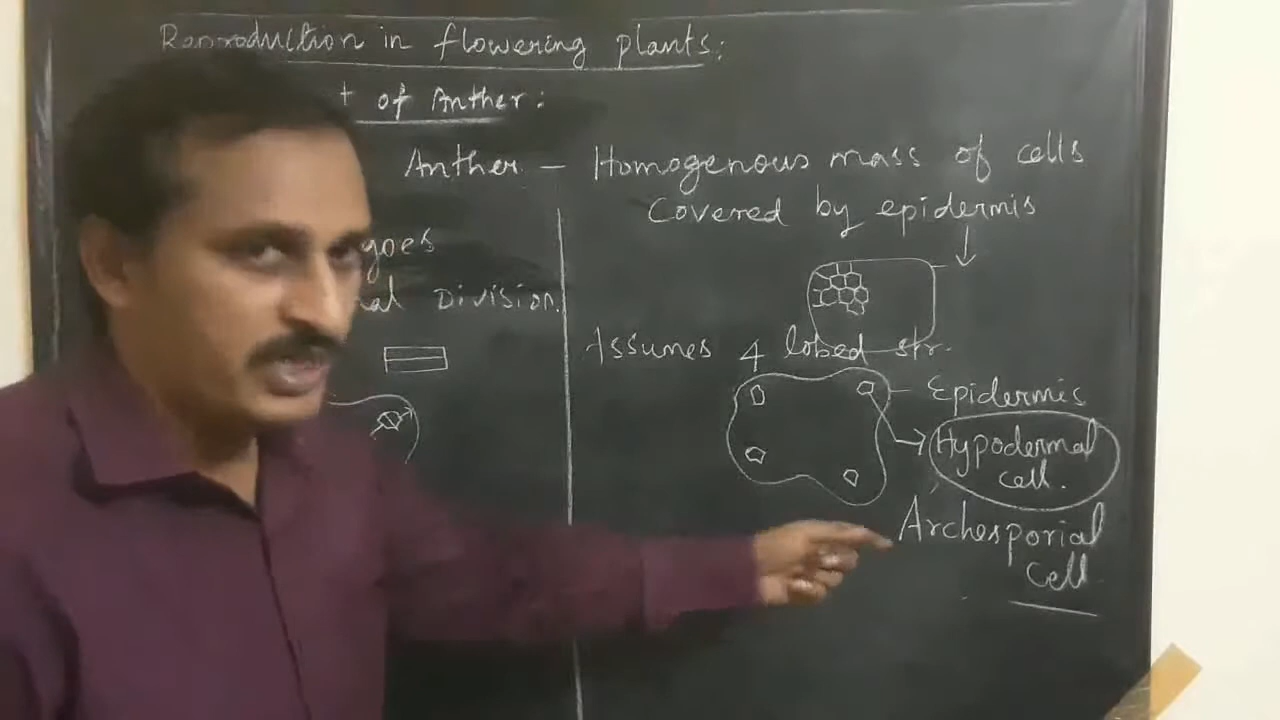 Reproduction in flowering plants:
t of Anther:
Anther – Homogenous mass of cells
Covered by epidermis
goes
al Division.
Assumes 4 lobed str.
Epidermis
Hypodermal
cell.
Archesporial
cell